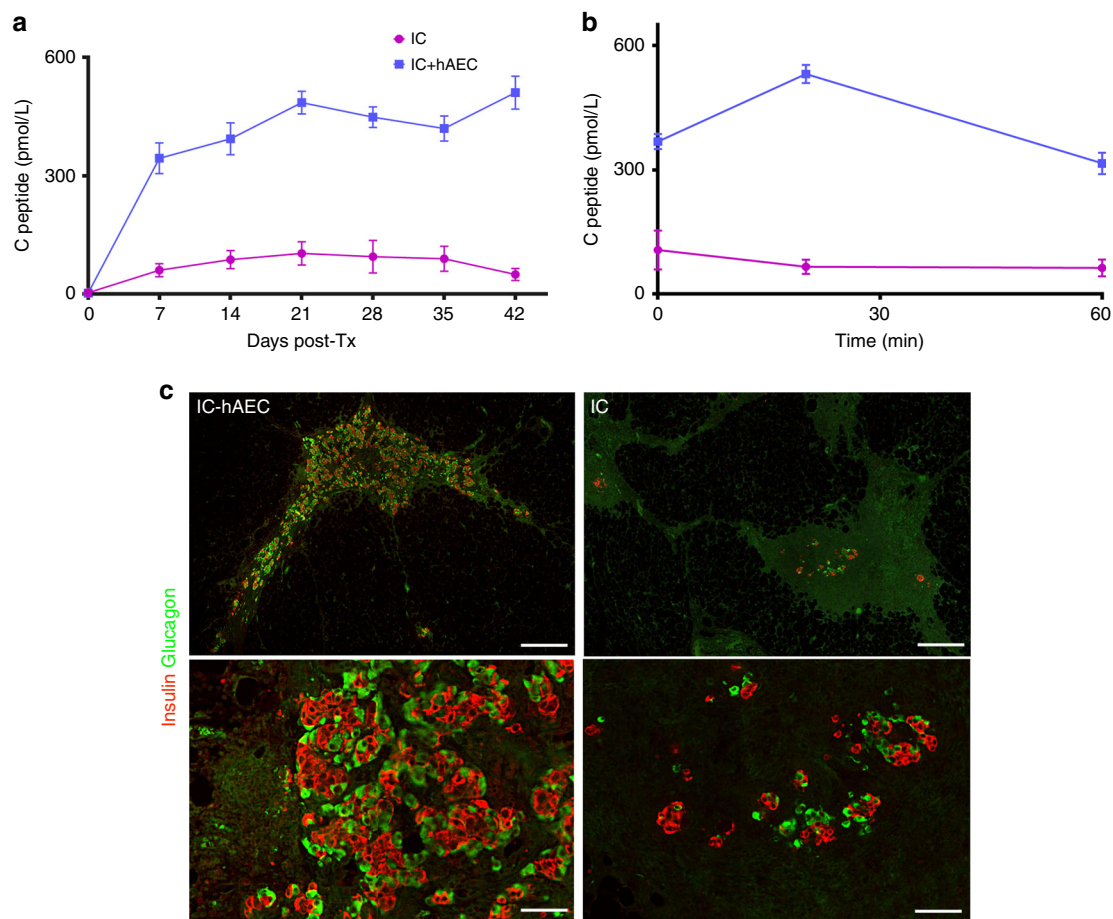 a
IC
IC+hAEC
C peptide (pmol/L)
600
300
0
0 7 14 21 28 35 42
Days post-Tx
b
C peptide (pmol/L)
600
300
0
0 30 60
Time (min)
c
IC-hAEC
IC
Insulin Glucagon